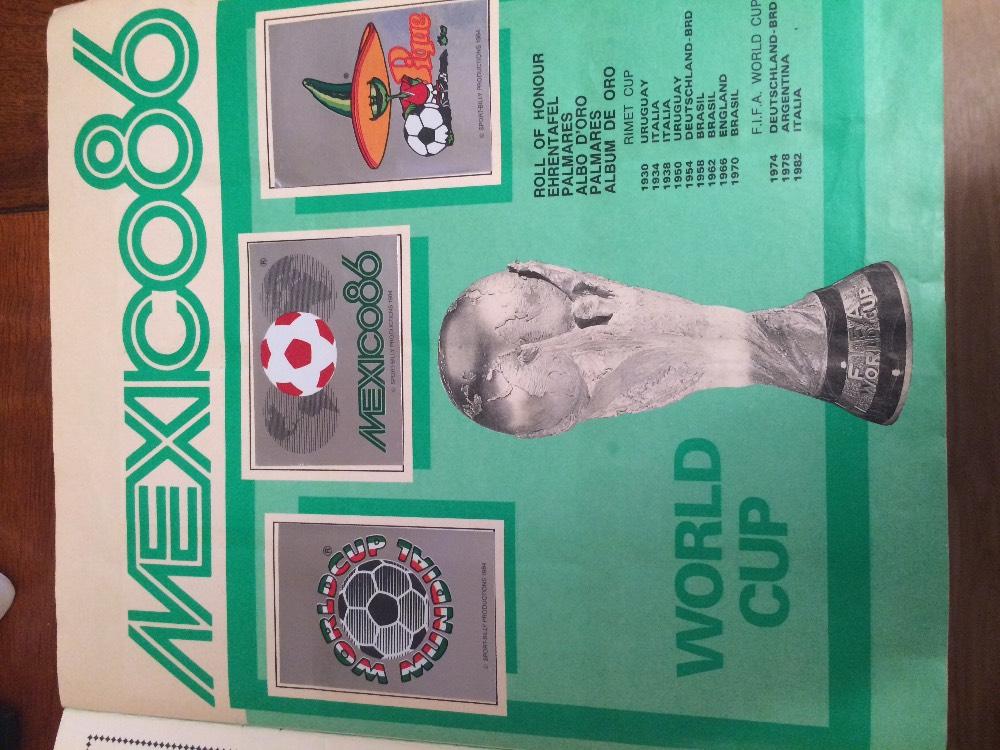 MEXICO86
WORLD CUP MUNDIAL
®
© SPORT-BILLY PRODUCTIONS 1984
®
MEXICO86
© SPORT-BILLY PRODUCTIONS 1984
®
Pique
© SPORT-BILLY PRODUCTIONS 1984
WORLD
CUP
F.I.F.A.
WORLD CUP
ROLL OF HONOUR
EHRENTAFEL
PALMARES
ALBO D'ORO
PALMARES
ALBUM DE ORO
RIMET CUP
1930 URUGUAY
1934 ITALIA
1938 ITALIA
1950 URUGUAY
1954 DEUTSCHLAND-BRD
1958 BRASIL
1962 BRASIL
1966 ENGLAND
1970 BRASIL
F.I.F.A. WORLD CUP
1974 DEUTSCHLAND-BRD
1978 ARGENTINA
1982 ITALIA